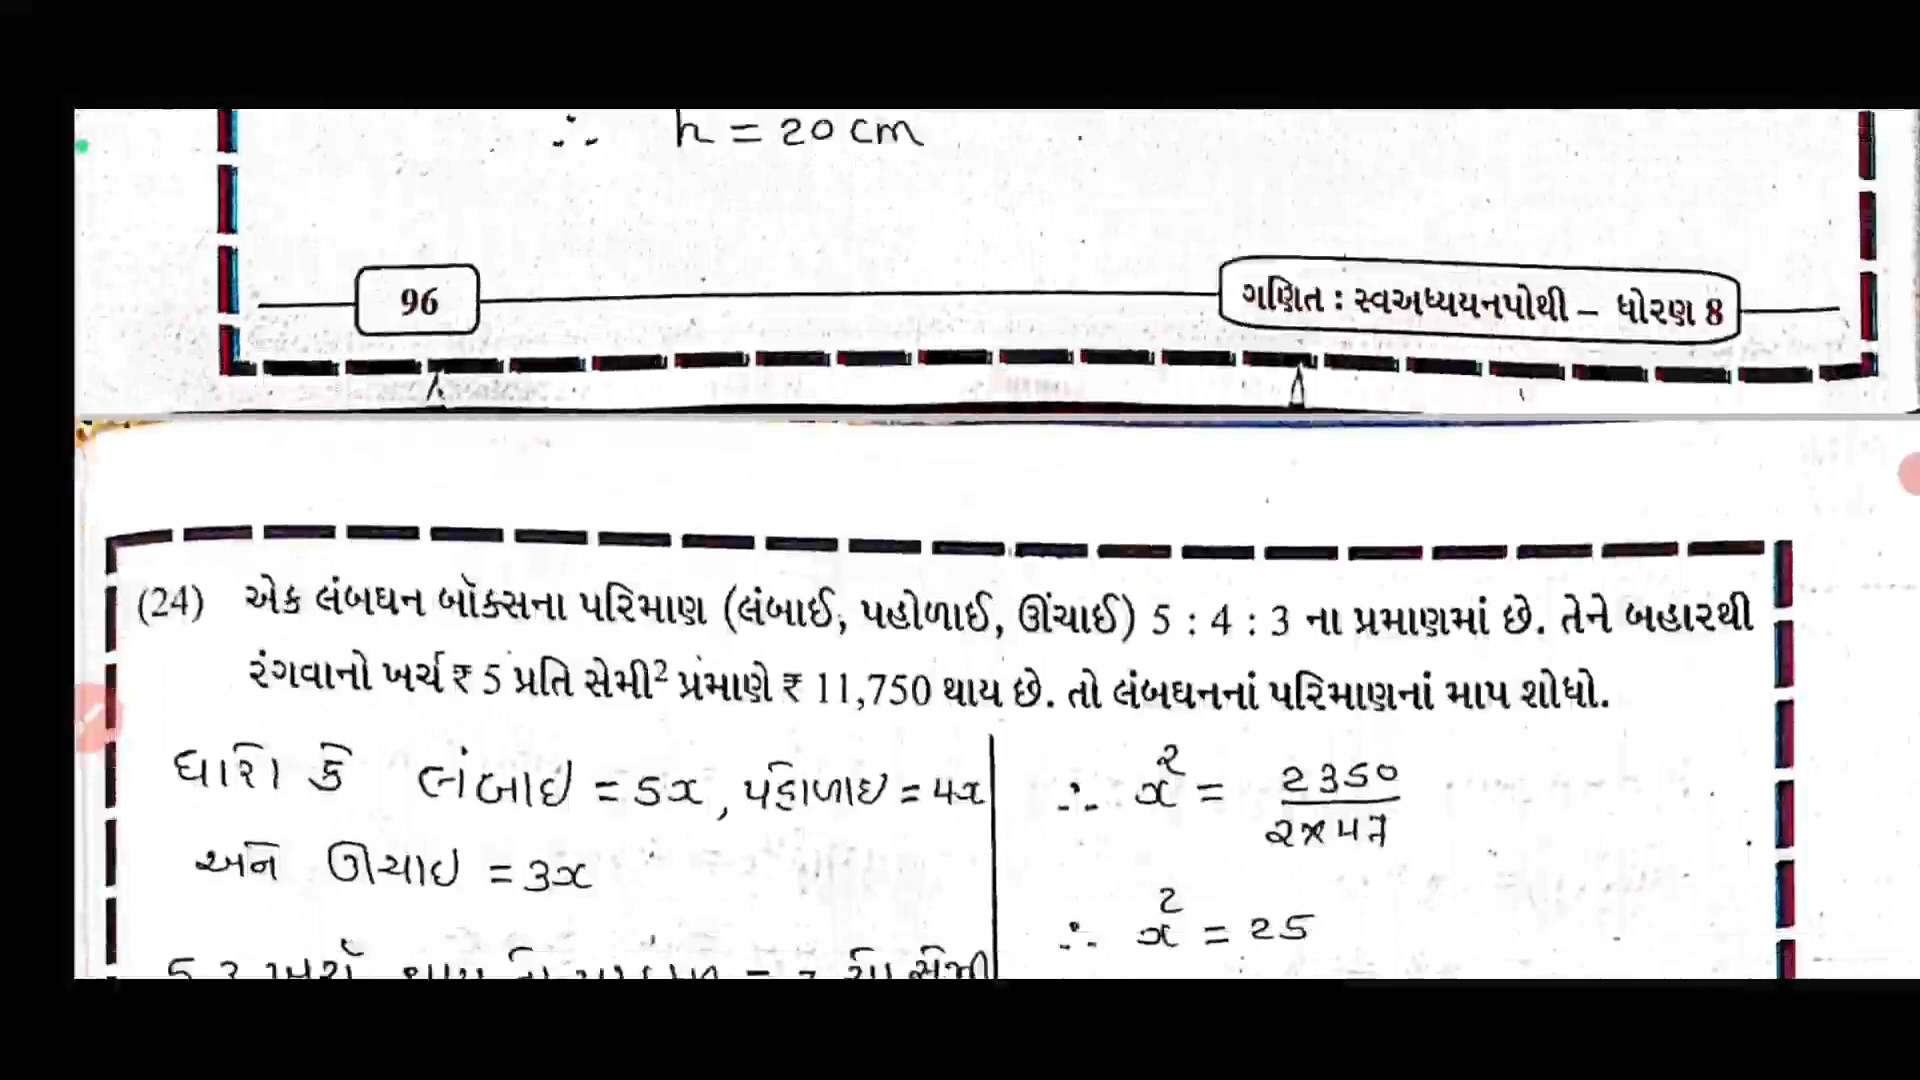 ∴ h = 20 cm
96
ગણિત : સ્વઅધ્યયનપોથી – ધોરણ 8
(24) એક લંબઘન બૉક્સના પરિમાણ (લંબાઈ, પહોળાઈ, ઊંચાઈ) 5 : 4 : 3 ના પ્રમાણમાં છે. તેને બહારથી
રંગવાનો ખર્ચ ₹ 5 પ્રતિ સેમી² પ્રમાણે ₹ 11,750 થાય છે. તો લંબઘનનાં પરિમાણનાં માપ શોધો.
ધારો કે લંબાઇ = 5x, પહોળાઇ = 4x
અને ઊંચાઇ = 3x
∴ x² = 2350 / 2×47
∴ x² = 25